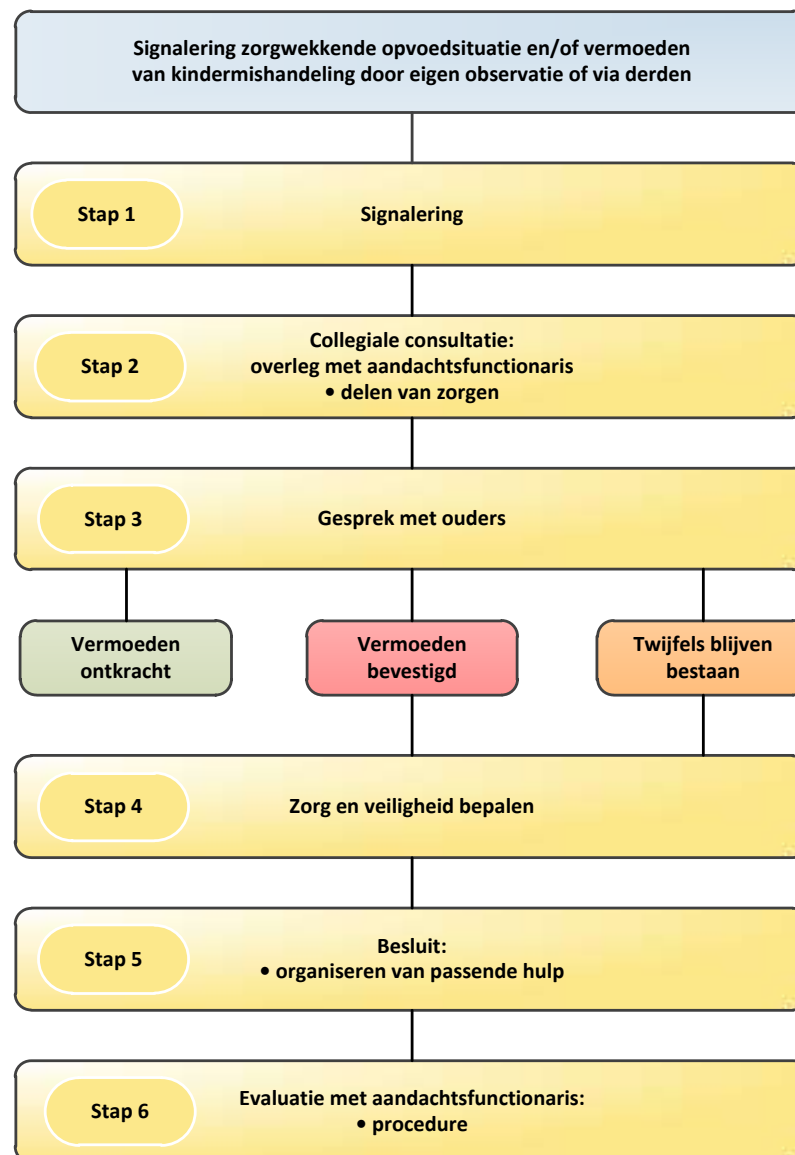 Signalering zorgwekkende opvoedsituatie en/of vermoeden
van kindermishandeling door eigen observatie of via derden
Stap 1
Signalering
Stap 2
Collegiale consultatie:
overleg met aandachtsfunctionaris
• delen van zorgen
Stap 3
Gesprek met ouders
Vermoeden
ontkracht
Vermoeden
bevestigd
Twijfels blijven
bestaan
Stap 4
Zorg en veiligheid bepalen
Stap 5
Besluit:
• organiseren van passende hulp
Stap 6
Evaluatie met aandachtsfunctionaris:
• procedure